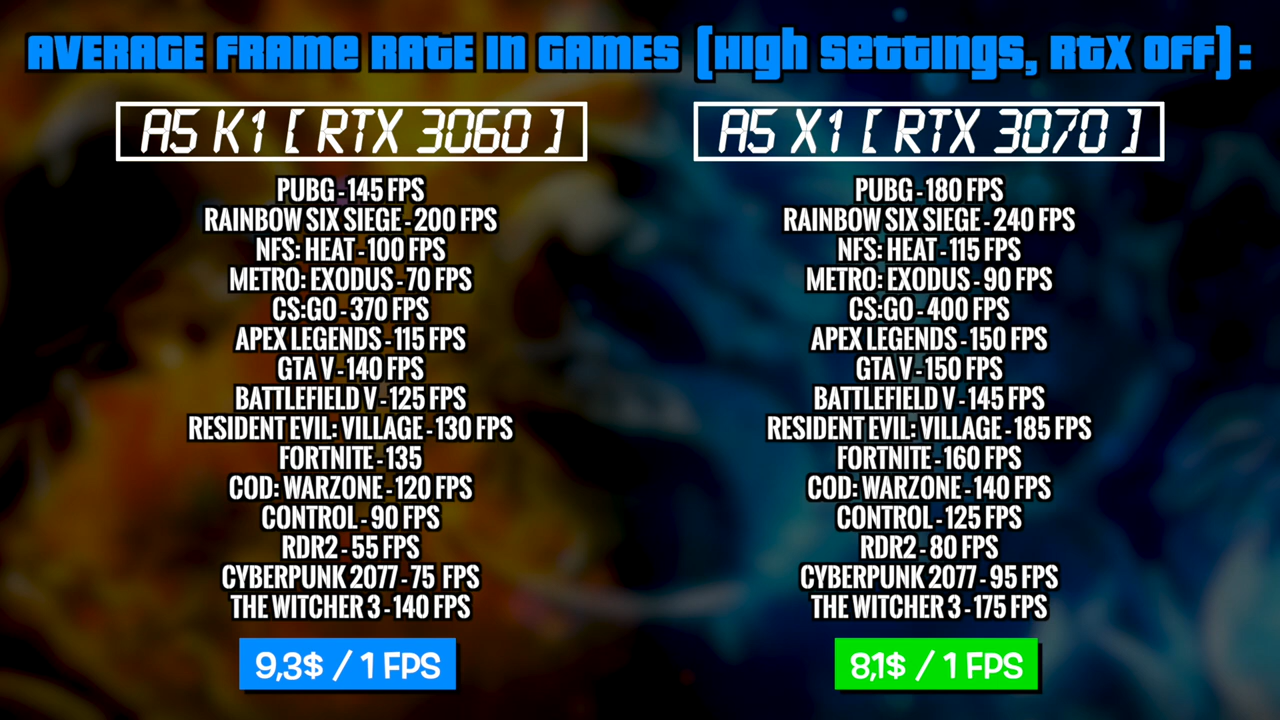 AVERAGE FRAME RATE IN GAMES (HIGH SETTINGS, RTX OFF):
A5 K1 [ RTX 3060 ]
PUBG - 145 FPS
RAINBOW SIX SIEGE - 200 FPS
NFS: HEAT - 100 FPS
METRO: EXODUS - 70 FPS
CS:GO - 370 FPS
APEX LEGENDS - 115 FPS
GTA V - 140 FPS
BATTLEFIELD V - 125 FPS
RESIDENT EVIL: VILLAGE - 130 FPS
FORTNITE - 135
COD: WARZONE - 120 FPS
CONTROL - 90 FPS
RDR2 - 55 FPS
CYBERPUNK 2077 - 75 FPS
THE WITCHER 3 - 140 FPS
9,3$ / 1 FPS
A5 X1 [ RTX 3070 ]
PUBG - 180 FPS
RAINBOW SIX SIEGE - 240 FPS
NFS: HEAT - 115 FPS
METRO: EXODUS - 90 FPS
CS:GO - 400 FPS
APEX LEGENDS - 150 FPS
GTA V - 150 FPS
BATTLEFIELD V - 145 FPS
RESIDENT EVIL: VILLAGE - 185 FPS
FORTNITE - 160 FPS
COD: WARZONE - 140 FPS
CONTROL - 125 FPS
RDR2 - 80 FPS
CYBERPUNK 2077 - 95 FPS
THE WITCHER 3 - 175 FPS
8,1$ / 1 FPS